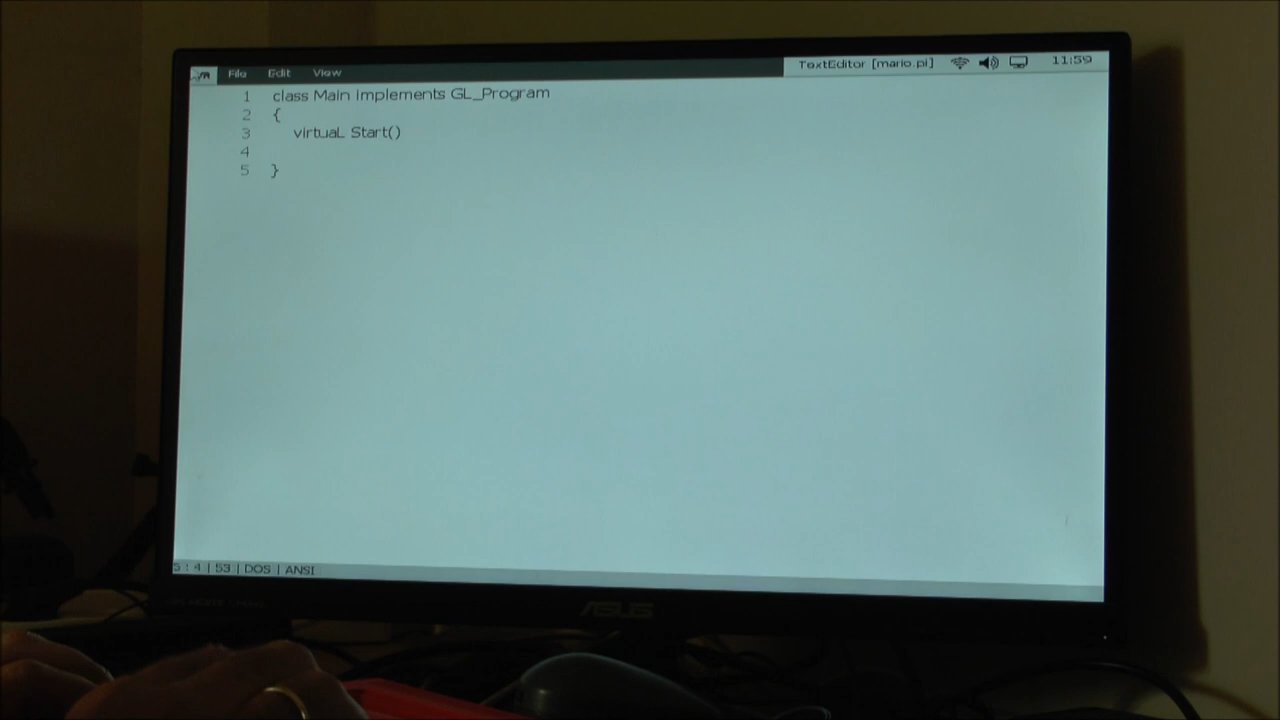 File Edit View
TextEditor [mario.pi] 11:59
1 class Main implements GL_Program
2 {
3 virtual Start()
4
5 }
5 : 4 | 53 | DOS | ANSI
ASUS